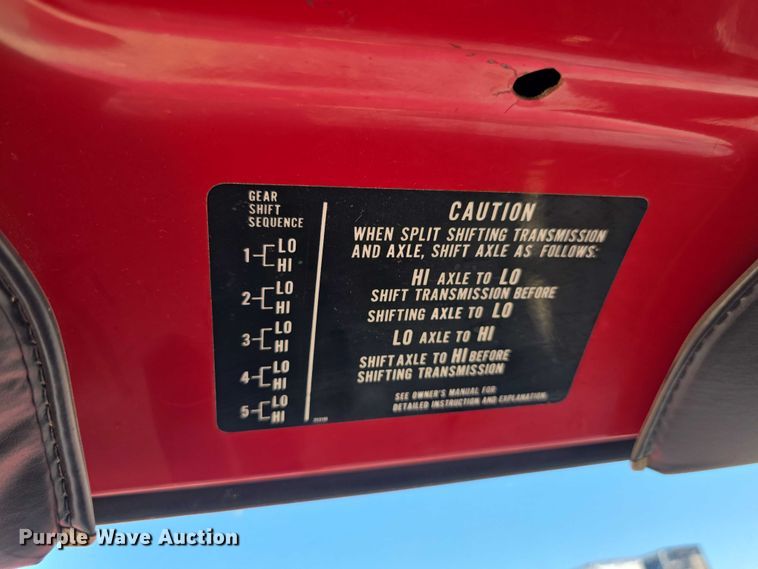 GEAR
SHIFT
SEQUENCE
1- LO
HI
2- LO
HI
3- LO
HI
4- LO
HI
5- LO
HI
CAUTION
WHEN SPLIT SHIFTING TRANSMISSION
AND AXLE, SHIFT AXLE AS FOLLOWS:
HI AXLE TO LO
SHIFT TRANSMISSION BEFORE
SHIFTING AXLE TO LO
LO AXLE TO HI
SHIFT AXLE TO HI BEFORE
SHIFTING TRANSMISSION
SEE OWNER'S MANUAL FOR
DETAILED INSTRUCTION AND EXPLANATION.
Purple Wave Auction